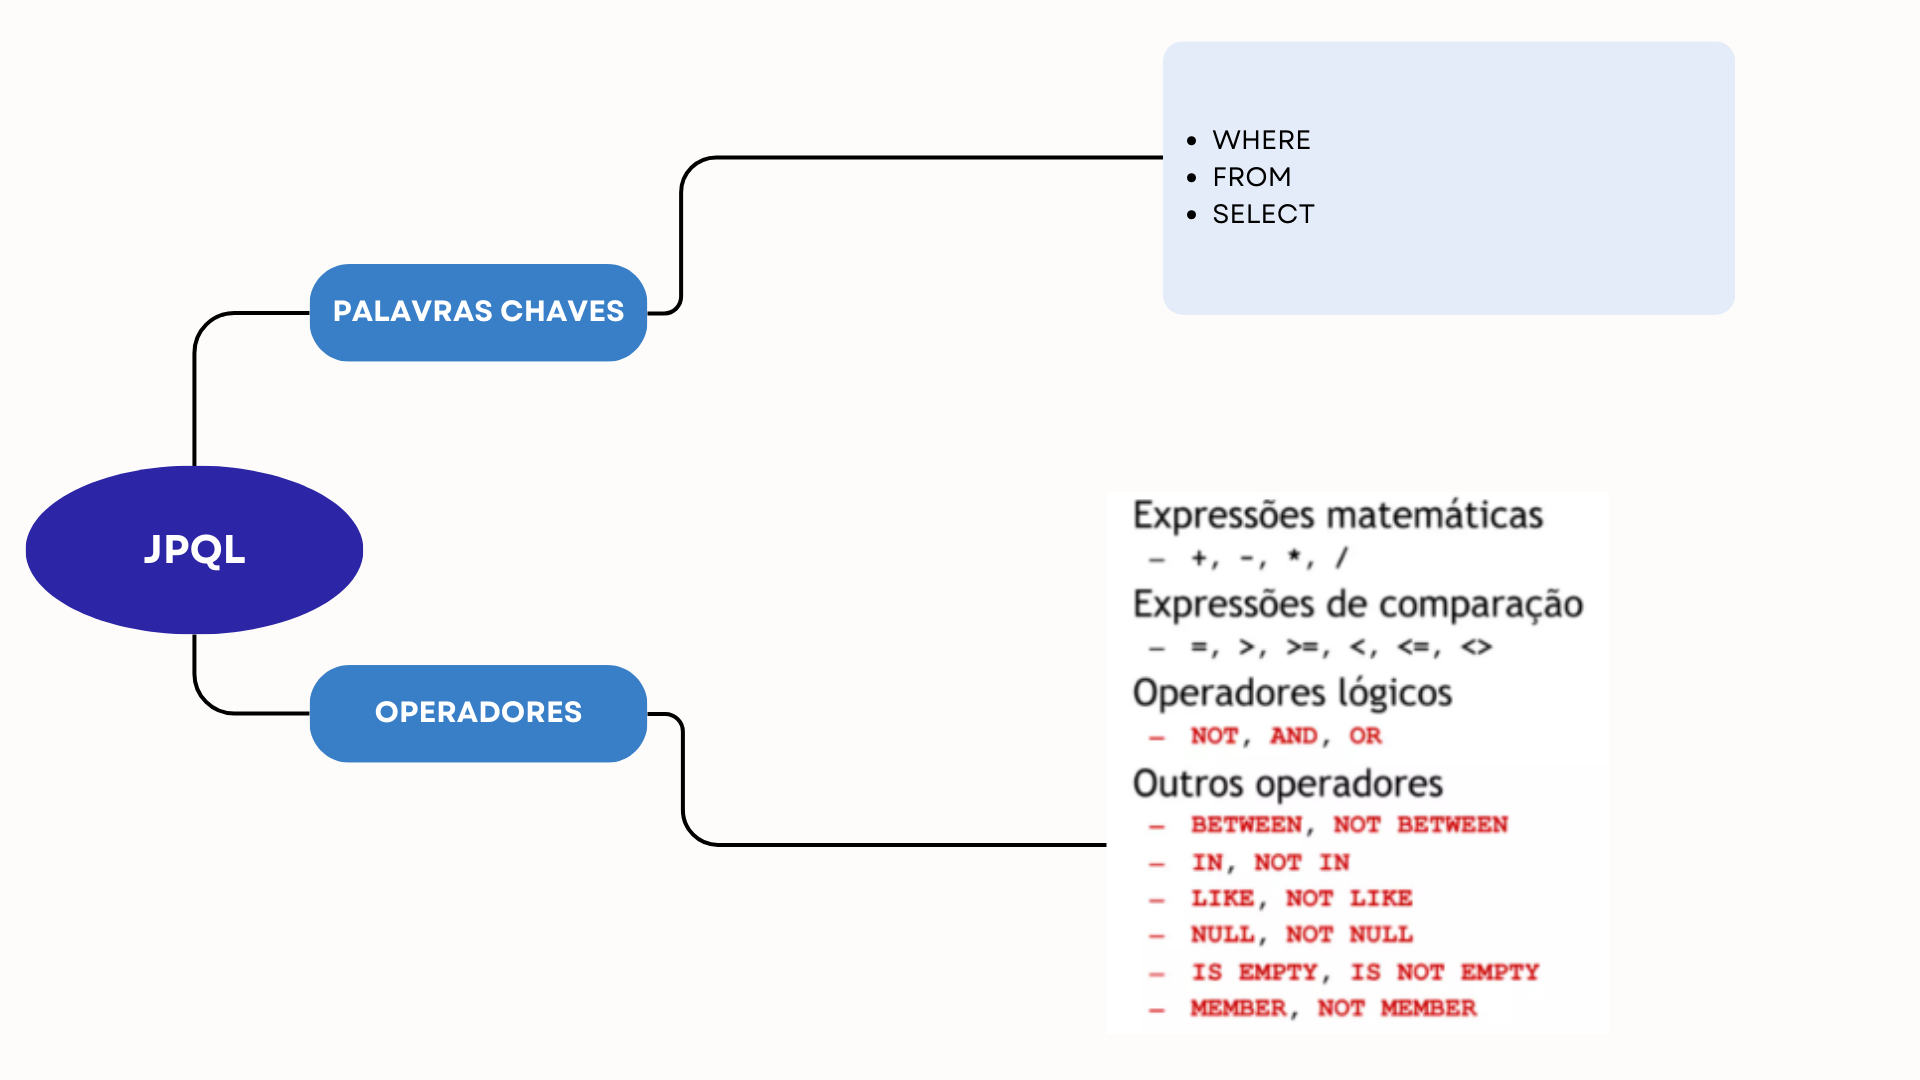 WHERE
FROM
SELECT
PALAVRAS CHAVES
JPQL
OPERADORES
Expressões matemáticas
– +, -, *, /
Expressões de comparação
– =, >, >=, <, <=, <>
Operadores lógicos
– NOT, AND, OR
Outros operadores
– BETWEEN, NOT BETWEEN
– IN, NOT IN
– LIKE, NOT LIKE
– NULL, NOT NULL
– IS EMPTY, IS NOT EMPTY
– MEMBER, NOT MEMBER